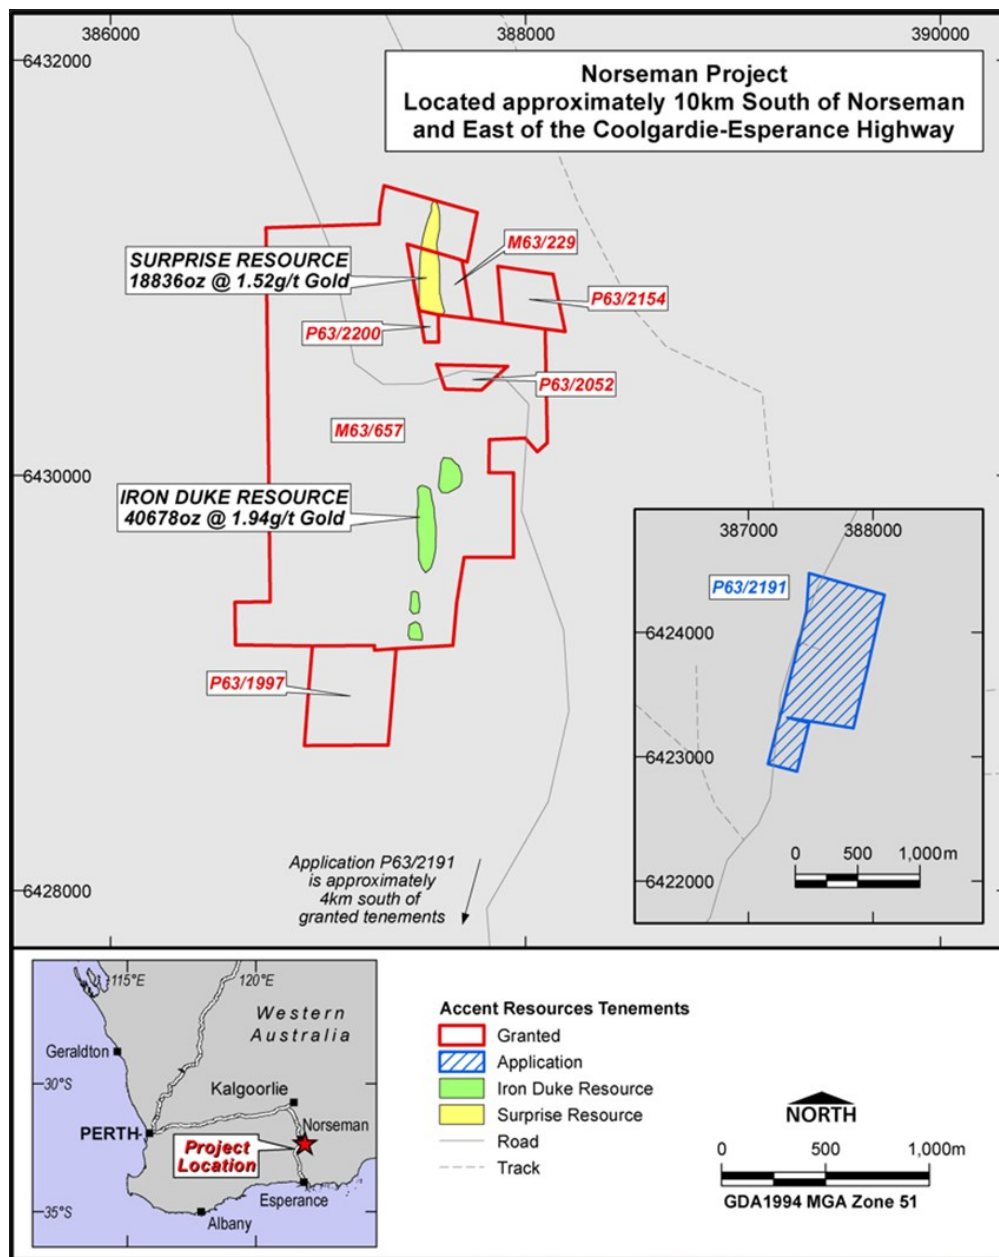 386000
388000
390000
6432000
Norseman Project
Located approximately 10km South of Norseman
and East of the Coolgardie-Esperance Highway
M63/229
SURPRISE RESOURCE
18836oz @ 1.52g/t Gold
P63/2154
P63/2200
P63/2052
M63/657
6430000
IRON DUKE RESOURCE
40678oz @ 1.94g/t Gold
387000
388000
P63/2191
6424000
P63/1997
6423000
Application P63/2191
is approximately
4km south of
granted tenements
0
500
1,000m
6428000
6422000
115°E
120°E
Western
Australia
Geraldton
-30°S
Kalgoorlie
Norseman
PERTH
Project
Location
Esperance
-35°S
Albany
Accent Resources Tenements
Granted
Application
Iron Duke Resource
Surprise Resource
Road
Track
NORTH
0
500
1,000m
GDA1994 MGA Zone 51